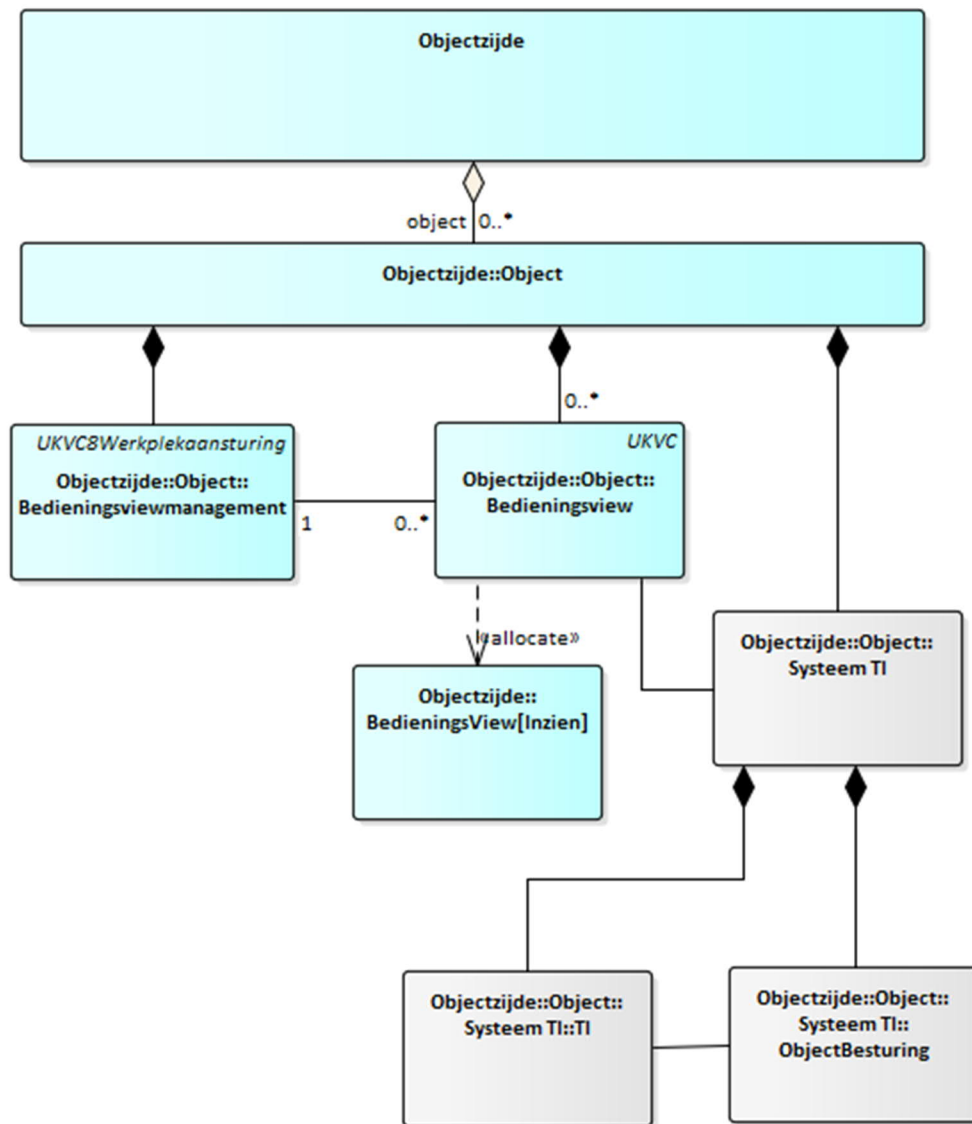 Objectzijde
object 0..*
Objectzijde::Object
0..*
UKVC8Werkplekaansturing
Objectzijde::Object::
Bedieningsviewmanagement
UKVC
Objectzijde::Object::
Bedieningsview
1
0..*
«allocate»
Objectzijde::Object::
Systeem TI
Objectzijde::
BedieningsView[Inzien]
Objectzijde::Object::
Systeem TI::TI
Objectzijde::Object::
Systeem TI::
ObjectBesturing